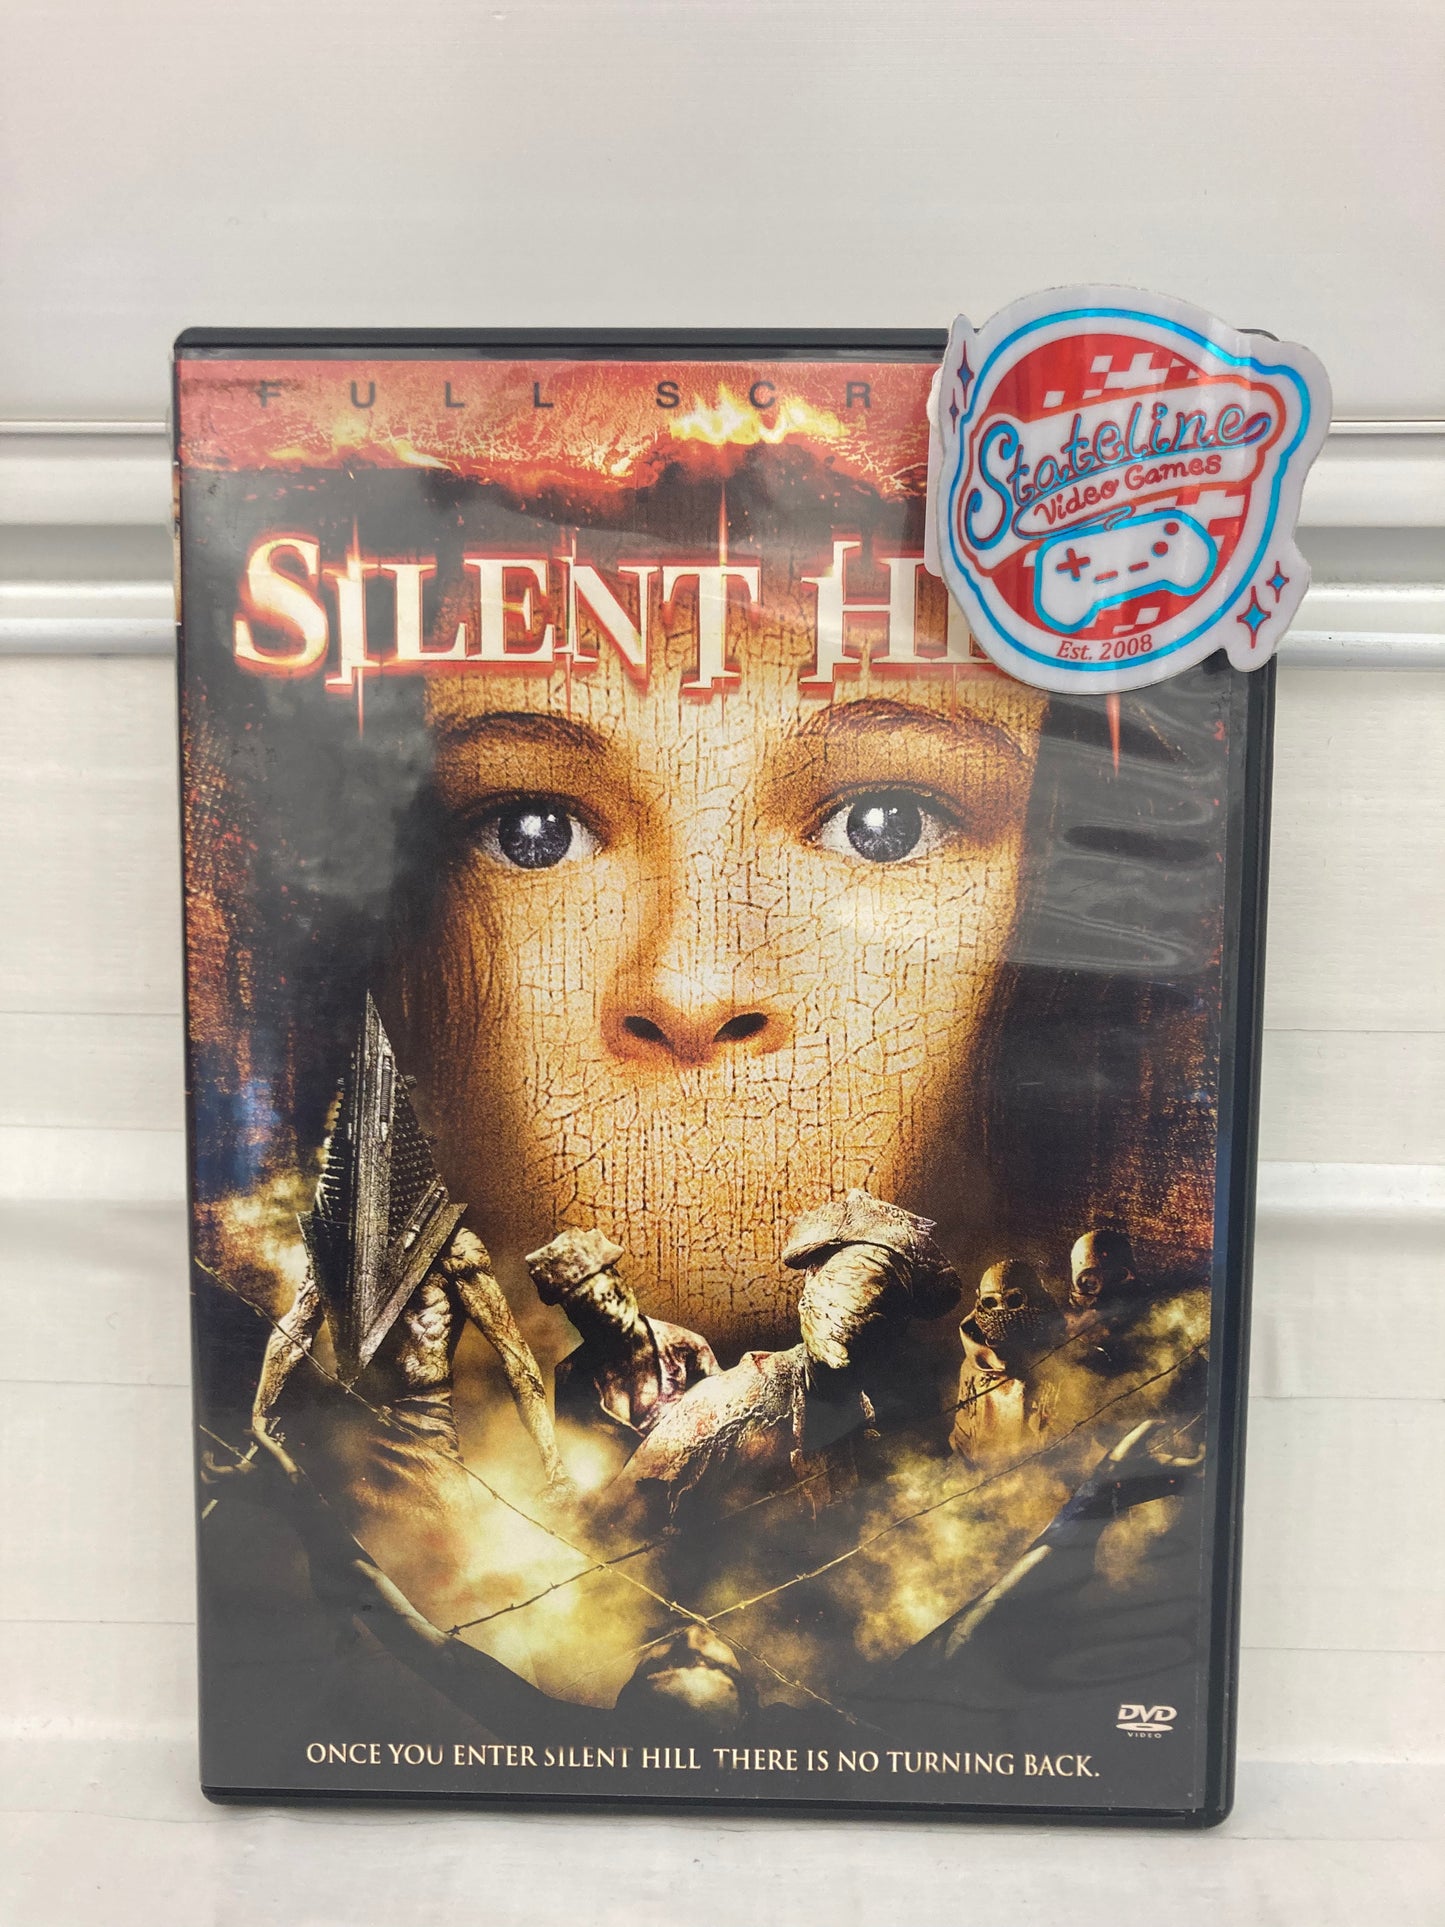 FULL SCR
SILENT HI
Stateline
Video Games
Est. 2008
DVD
VIDEO
ONCE YOU ENTER SILENT HILL THERE IS NO TURNING BACK.